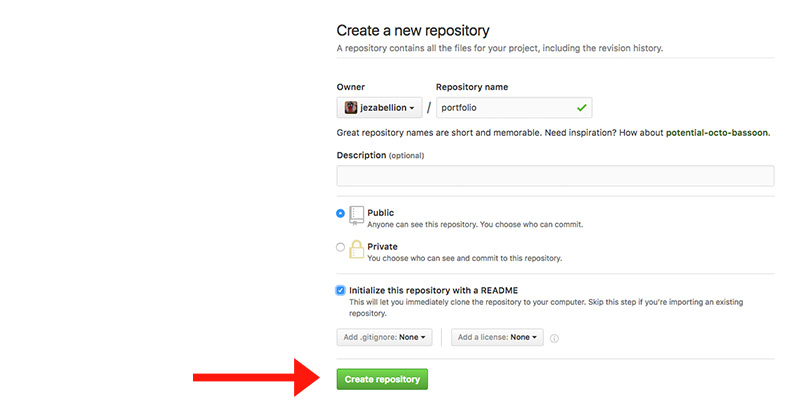 Create a new repository
A repository contains all the files for your project, including the revision history.
Owner
Repository name
jezabellion
/
portfolio
Great repository names are short and memorable. Need inspiration? How about potential-octo-bassoon.
Description (optional)
Public
Anyone can see this repository. You choose who can commit.
Private
You choose who can see and commit to this repository.
Initialize this repository with a README
This will let you immediately clone the repository to your computer. Skip this step if you're importing an existing
repository.
Add .gitignore: None
Add a license: None
Create repository